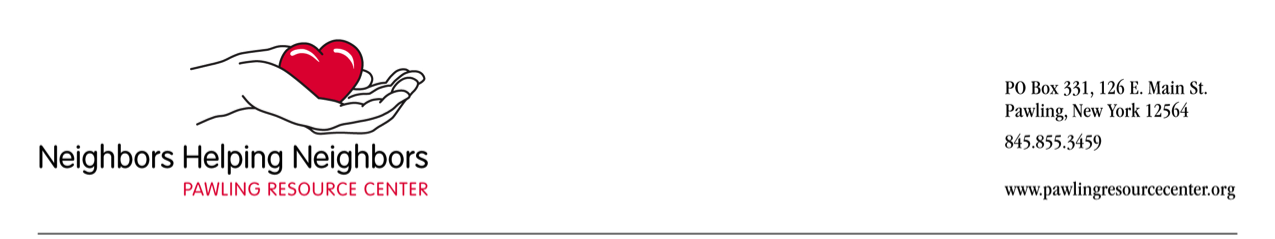 Neighbors Helping Neighbors
PAWLING RESOURCE CENTER
PO Box 331, 126 E. Main St.
Pawling, New York 12564
845.855.3459
www.pawlingresourcecenter.org